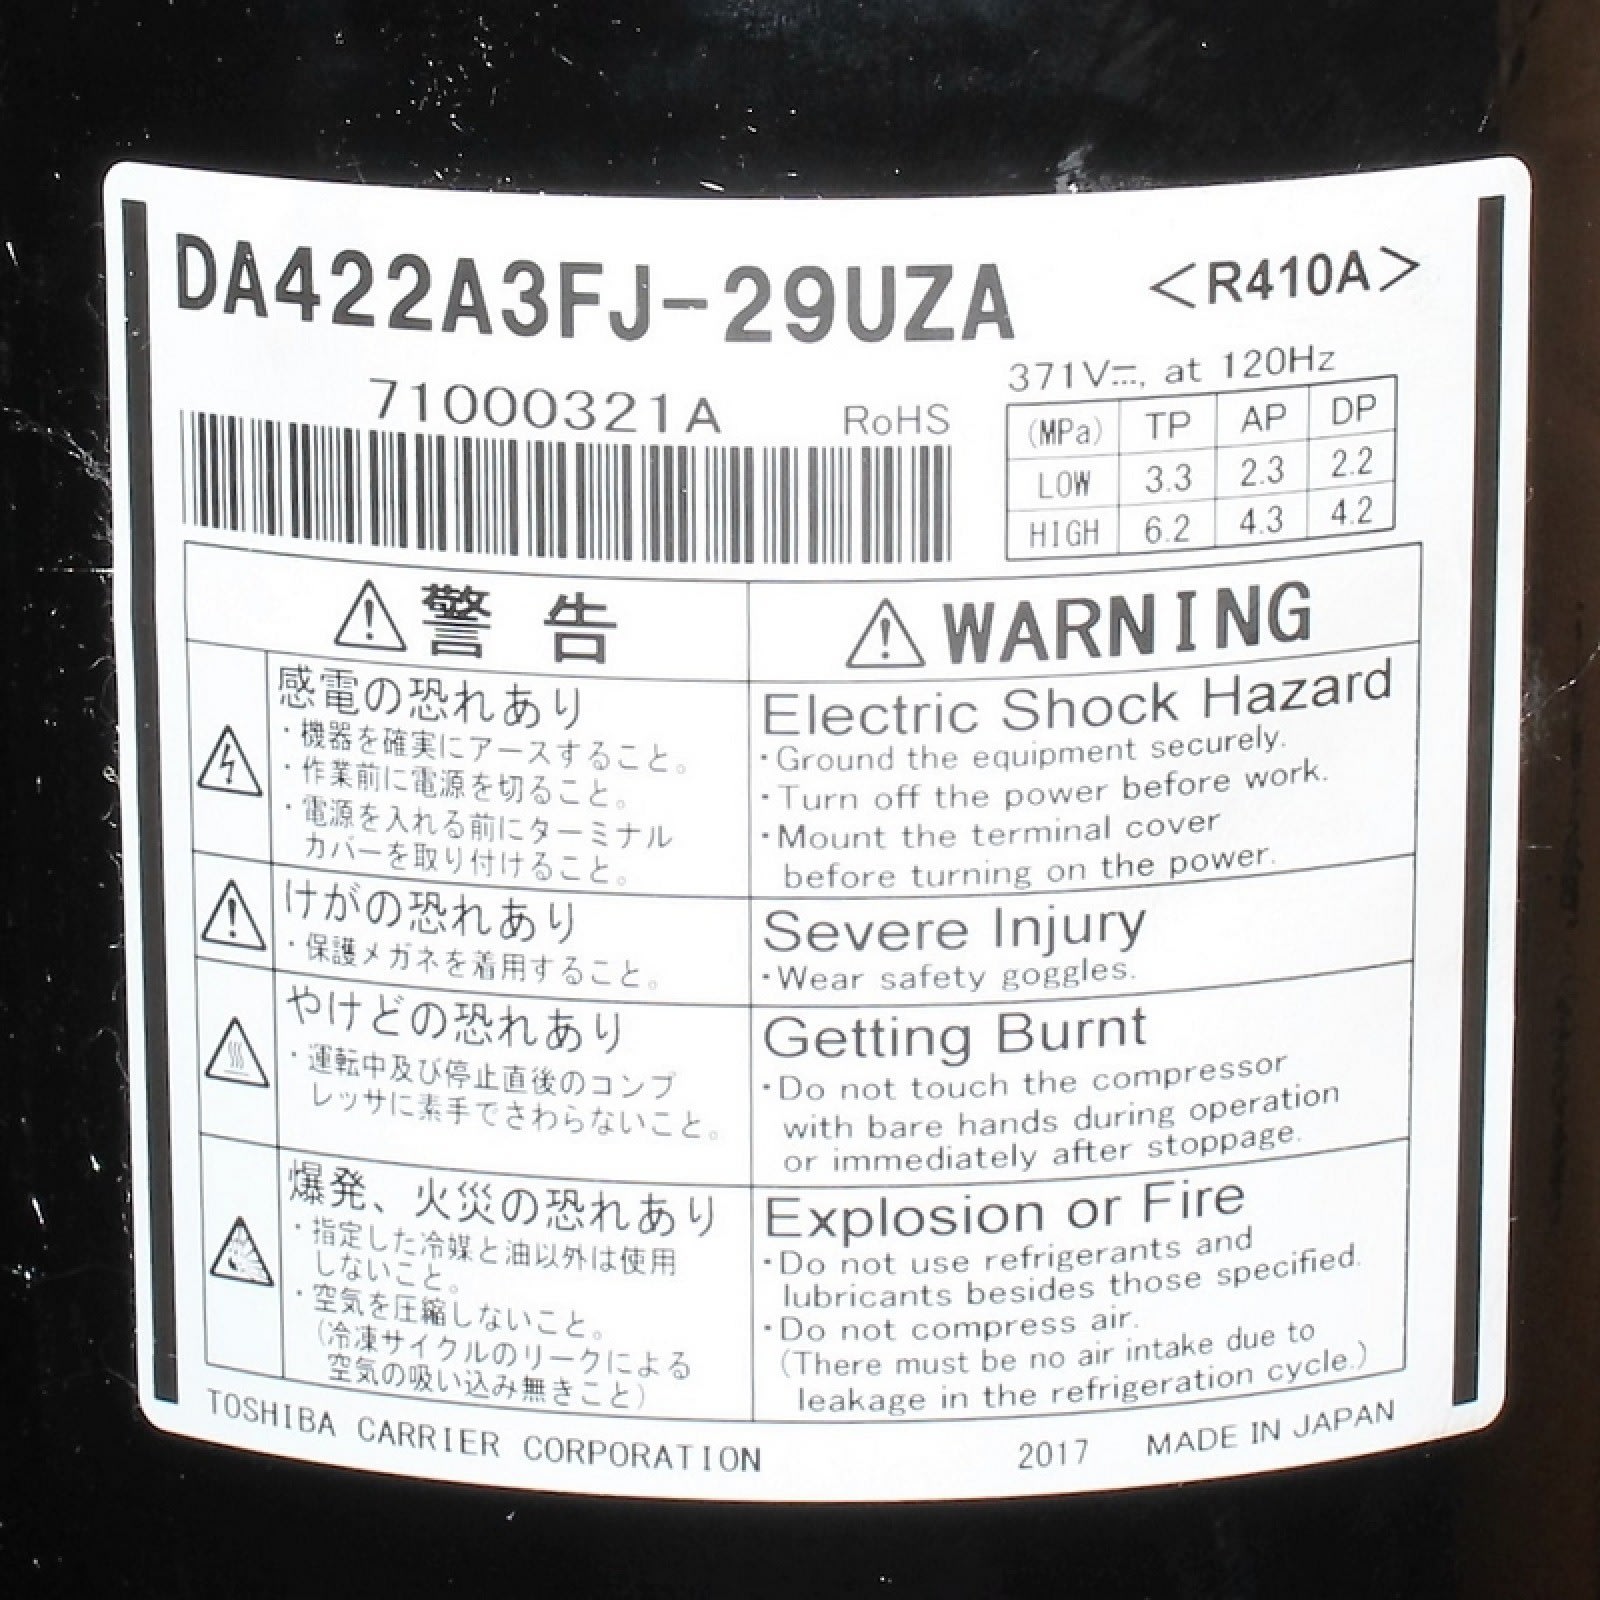 DA422A3FJ-29UZA
<R410A>
71000321A
RoHS
371V⎓, at 120Hz
(MPa) TP AP DP
LOW 3.3 2.3 2.2
HIGH 6.2 4.3 4.2
警告
感電の恐れあり
・機器を確実にアースすること。
・作業前に電源を切ること。
・電源を入れる前にターミナル
カバーを取り付けること。
けがの恐れあり
・保護メガネを着用すること。
やけどの恐れあり
・運転中及び停止直後のコンプ
レッサに素手でさわらないこと。
爆発、火災の恐れあり
・指定した冷媒と油以外は使用
しないこと。
・空気を圧縮しないこと。
(冷凍サイクルのリークによる
空気の吸い込み無きこと)
WARNING
Electric Shock Hazard
・Ground the equipment securely.
・Turn off the power before work.
・Mount the terminal cover
before turning on the power.
Severe Injury
・Wear safety goggles.
Getting Burnt
・Do not touch the compressor
with bare hands during operation
or immediately after stoppage.
Explosion or Fire
・Do not use refrigerants and
lubricants besides those specified.
・Do not compress air.
(There must be no air intake due to
leakage in the refrigeration cycle.)
TOSHIBA CARRIER CORPORATION
2017 MADE IN JAPAN